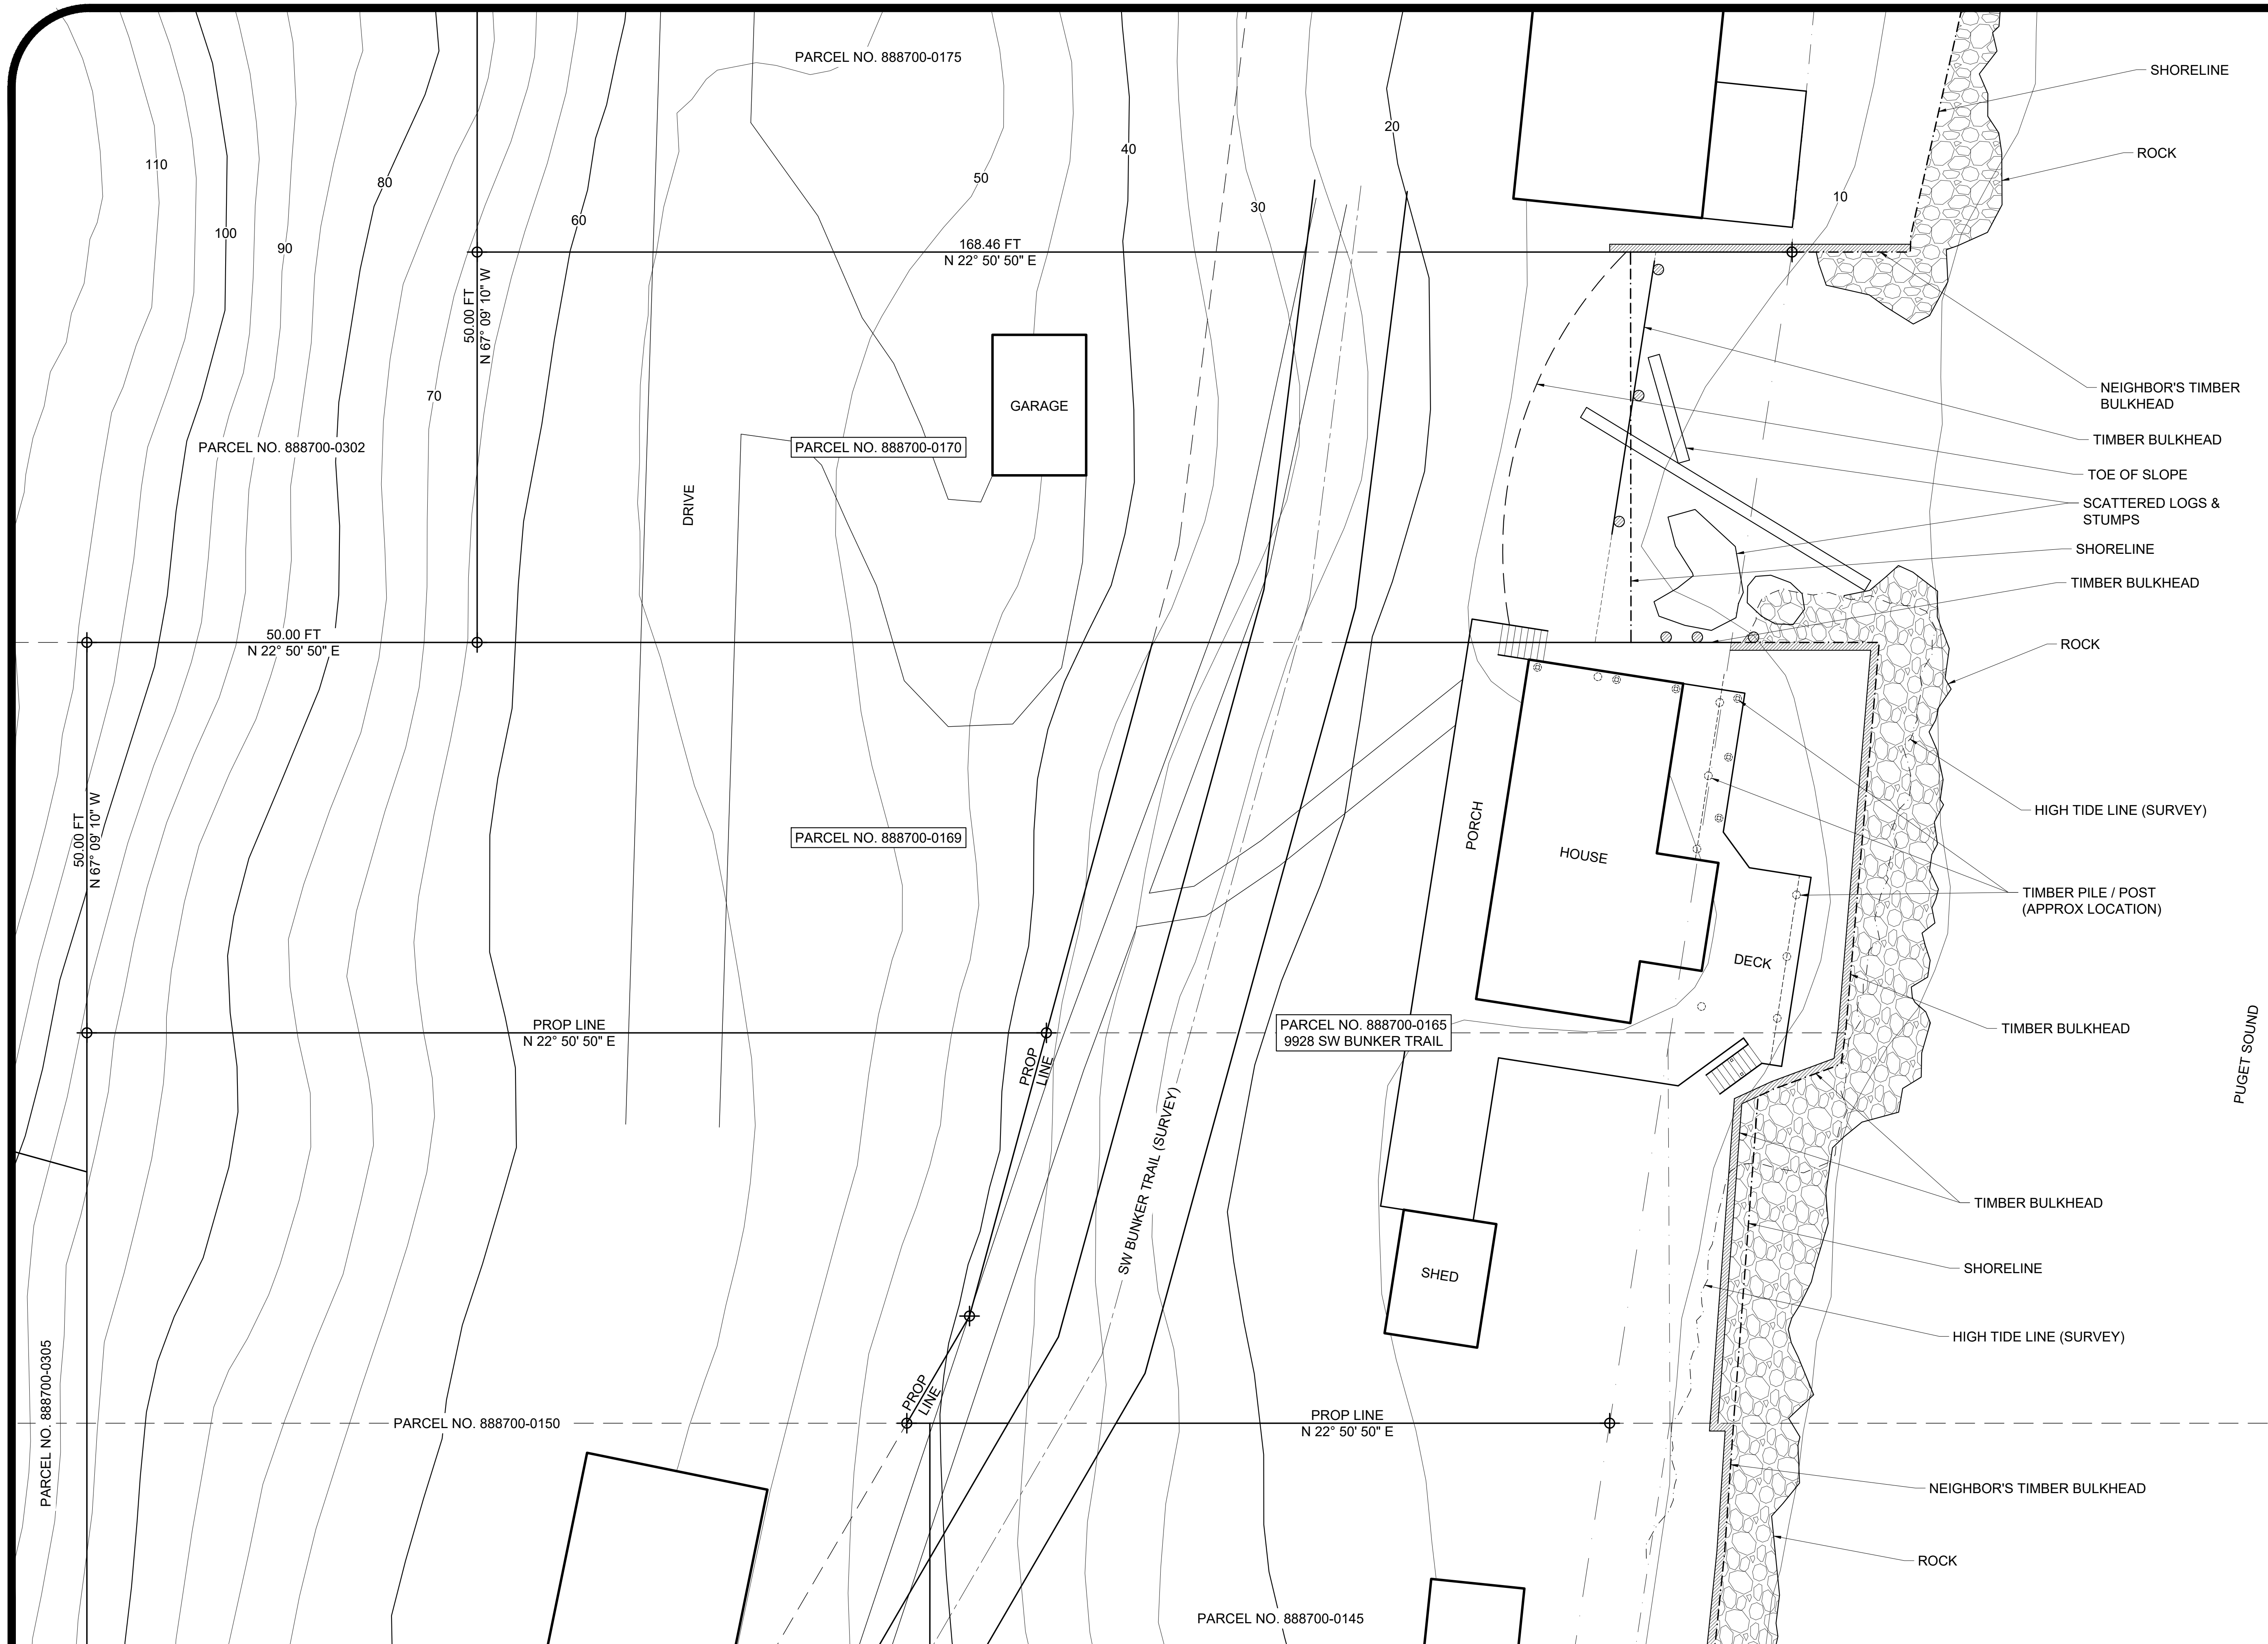 PARCEL NO. 888700-0175
SHORELINE
20
40
ROCK
110
50
80
10
30
60
100
90
168.46 FT
N 22° 50' 50" E
50.00 FT
N 67° 09' 10" W
NEIGHBOR'S TIMBER
BULKHEAD
70
GARAGE
TIMBER BULKHEAD
PARCEL NO. 888700-0302
PARCEL NO. 888700-0170
TOE OF SLOPE
DRIVE
SCATTERED LOGS &
STUMPS
SHORELINE
TIMBER BULKHEAD
50.00 FT
N 22° 50' 50" E
ROCK
HIGH TIDE LINE (SURVEY)
50.00 FT
N 67° 09' 10" W
PARCEL NO. 888700-0169
PORCH
HOUSE
TIMBER PILE / POST
(APPROX LOCATION)
DECK
PROP LINE
N 22° 50' 50" E
PARCEL NO. 888700-0165
9928 SW BUNKER TRAIL
TIMBER BULKHEAD
PUGET SOUND
PROP
LINE
SW BUNKER TRAIL (SURVEY)
TIMBER BULKHEAD
SHORELINE
SHED
HIGH TIDE LINE (SURVEY)
PARCEL NO. 888700-0305
PROP
LINE
PARCEL NO. 888700-0150
PROP LINE
N 22° 50' 50" E
NEIGHBOR'S TIMBER BULKHEAD
ROCK
PARCEL NO. 888700-0145